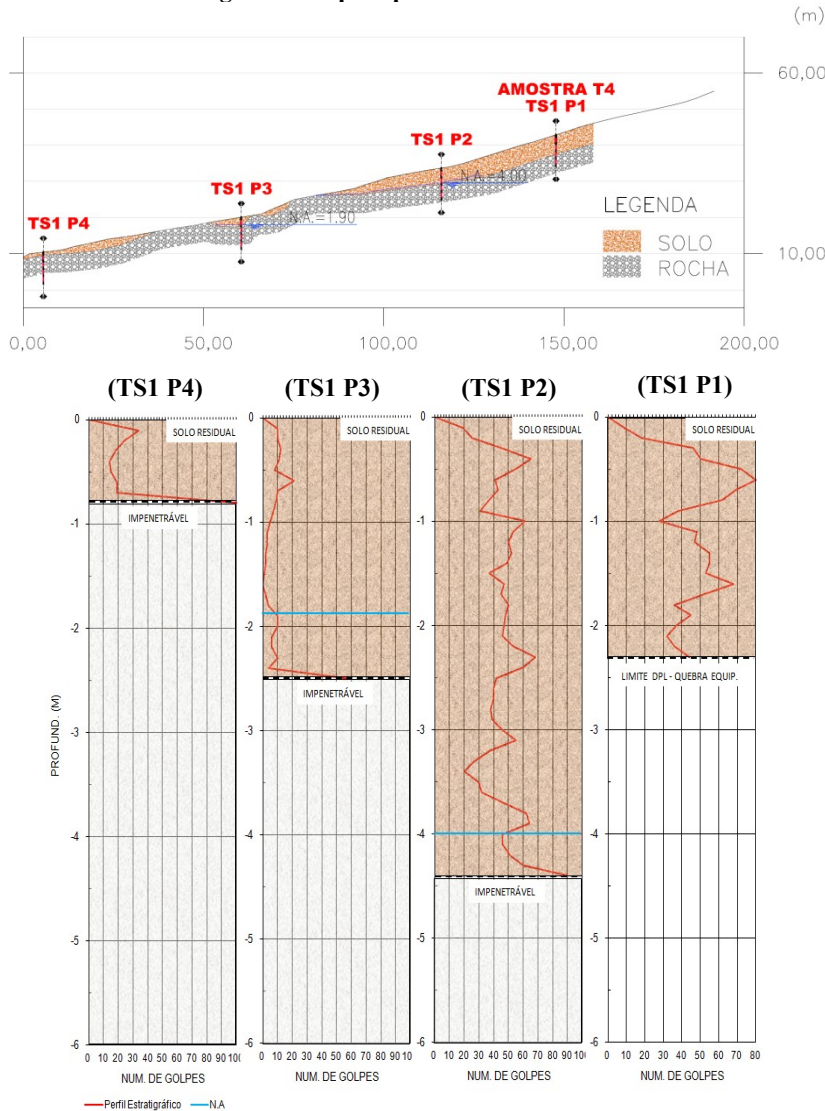 (m)
60,00
AMOSTRA T4
TS1 P1
TS1 P2
N.A.=4.00
TS1 P3
N.A.=1.90
TS1 P4
LEGENDA
SOLO
ROCHA
10,00
0,00 50,00 100,00 150,00 200,00
(TS1 P4) (TS1 P3) (TS1 P2) (TS1 P1)
SOLO RESIDUAL SOLO RESIDUAL SOLO RESIDUAL SOLO RESIDUAL
0 0 0 0
-1 -1 -1 -1
IMPENETRÁVEL
-2 -2 -2 -2
LIMITE DPL - QUEBRA EQUIP.
IMPENETRÁVEL
PROFUND. (M)
-3 -3 -3 -3
-4 -4 -4 -4
IMPENETRÁVEL
-5 -5 -5 -5
-6 -6 -6 -6
0 10 20 30 40 50 60 70 80 90 100
0 10 20 30 40 50 60 70 80 90 100
0 10 20 30 40 50 60 70 80 90 100
0 10 20 30 40 50 60 70 80
NUM. DE GOLPES NUM. DE GOLPES NUM. DE GOLPES NUM. DE GOLPES
Perfil Estratigráfico N.A